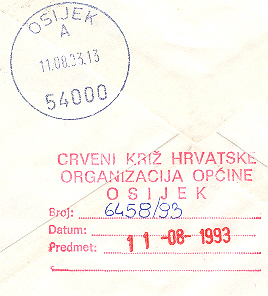 OSIJEK
A
11.08.93.13
54000
CRVENI KRIŽ HRVATSKE
ORGANIZACIJA OPĆINE
OSIJEK
Broj: 6458/93
Datum: 11 -08- 1993
Predmet: